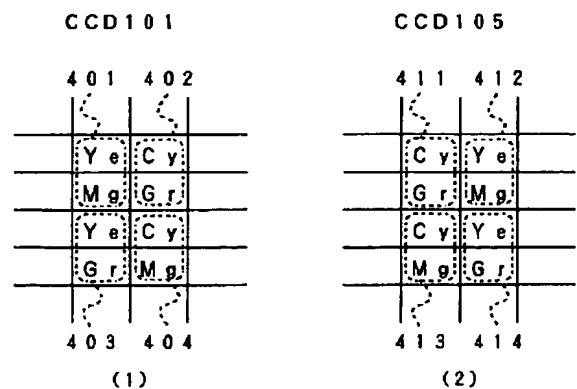 CCD101 CCD105
401 402 411 412
Ye Cy Cy Ye
Mg Gr Gr Mg
Ye Cy Cy Ye
Gr Mg Mg Gr
403 404 413 414
(1) (2)